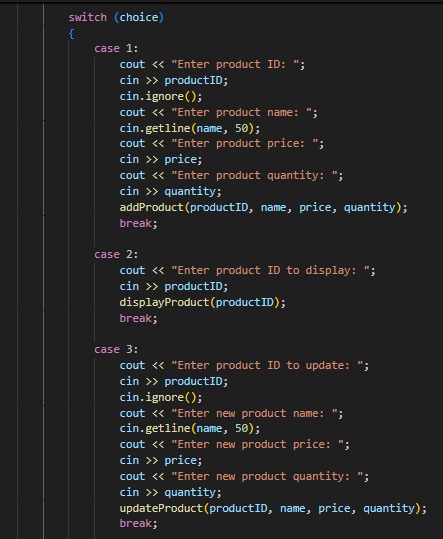 switch (choice)
{
case 1:
cout << "Enter product ID: ";
cin >> productID;
cin.ignore();
cout << "Enter product name: ";
cin.getline(name, 50);
cout << "Enter product price: ";
cin >> price;
cout << "Enter product quantity: ";
cin >> quantity;
addProduct(productID, name, price, quantity);
break;
case 2:
cout << "Enter product ID to display: ";
cin >> productID;
displayProduct(productID);
break;
case 3:
cout << "Enter product ID to update: ";
cin >> productID;
cin.ignore();
cout << "Enter new product name: ";
cin.getline(name, 50);
cout << "Enter new product price: ";
cin >> price;
cout << "Enter new product quantity: ";
cin >> quantity;
updateProduct(productID, name, price, quantity);
break;